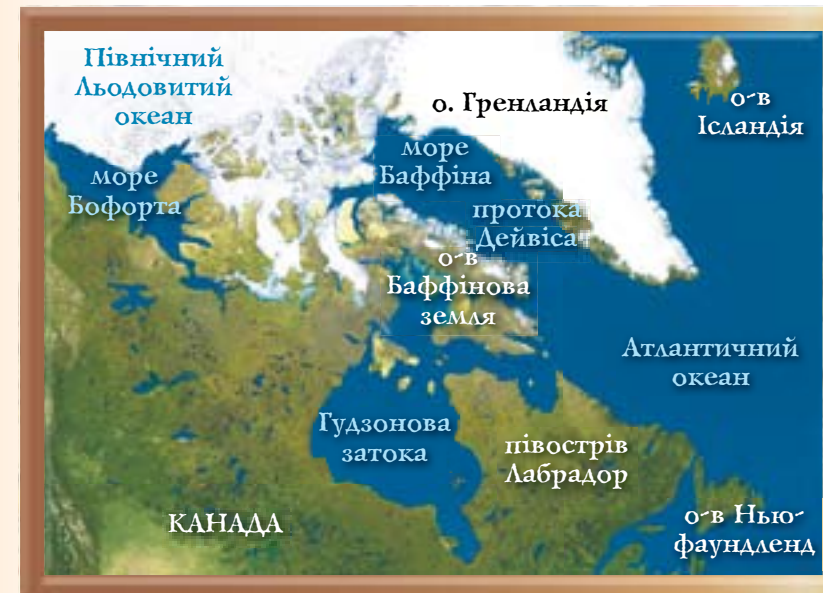 Північний
Льодовитий
океан
о. Гренландія
о-в
Ісландія
море
Бофорта
море
Баффіна
протока
Дейвіса
о-в
Баффінова
земля
Атлантичний
океан
Гудзонова
затока
півострів
Лабрадор
КАНАДА
о-в Нью-
фаундленд